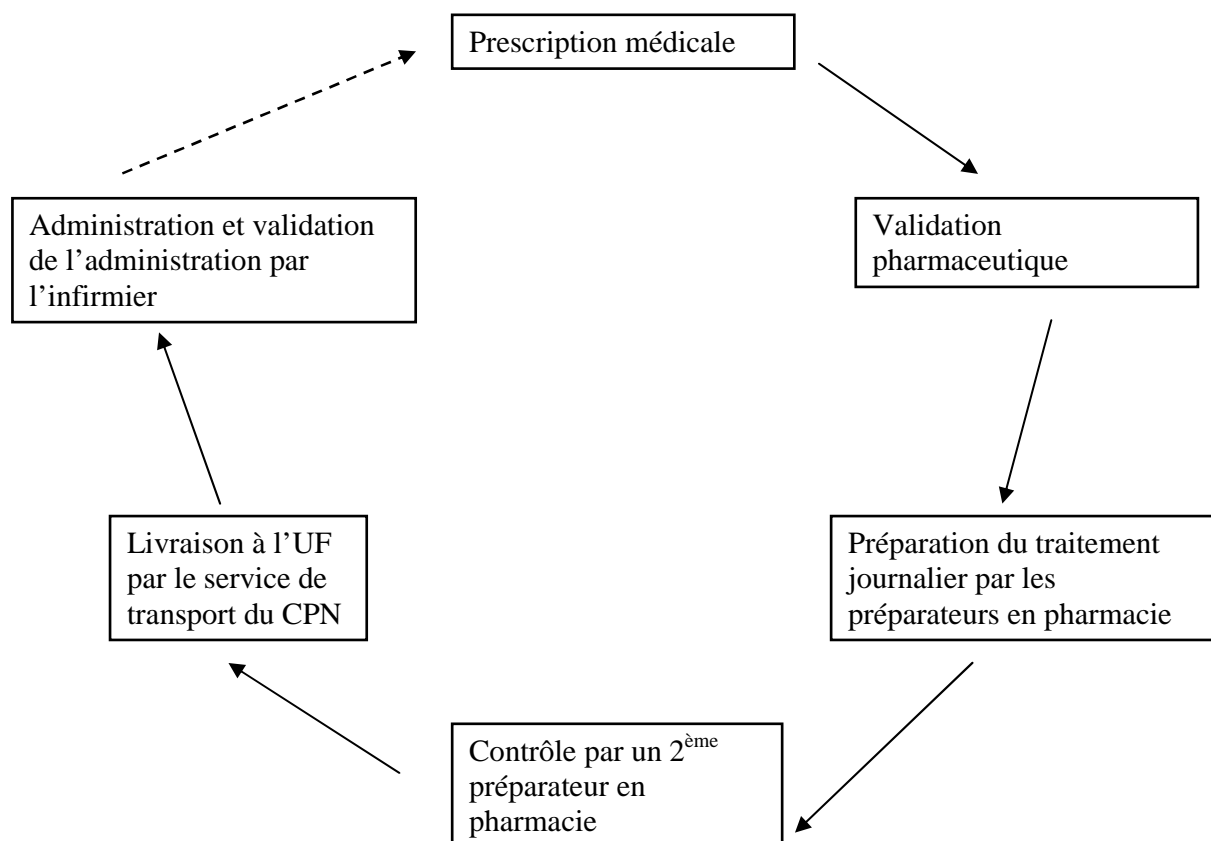 Prescription médicale
Administration et validation
de l’administration par
l’infirmier
Validation
pharmaceutique
Livraison à l’UF
par le service de
transport du CPN
Préparation du traitement
journalier par les
préparateurs en pharmacie
Contrôle par un 2ème
préparateur en
pharmacie